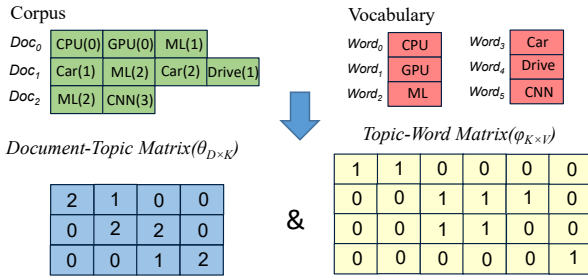 Corpus
Doc0 CPU(0) GPU(0) ML(1)
Doc1 Car(1) ML(2) Car(2) Drive(1)
Doc2 ML(2) CNN(3)
Vocabulary
Word0 CPU Word3 Car
Word1 GPU Word4 Drive
Word2 ML Word5 CNN
Document-Topic Matrix(θD×K)
2 1 0 0
0 2 2 0
0 0 1 2
&
Topic-Word Matrix(φK×V)
1 1 0 0 0 0
0 0 1 1 1 0
0 0 1 1 0 0
0 0 0 0 0 1